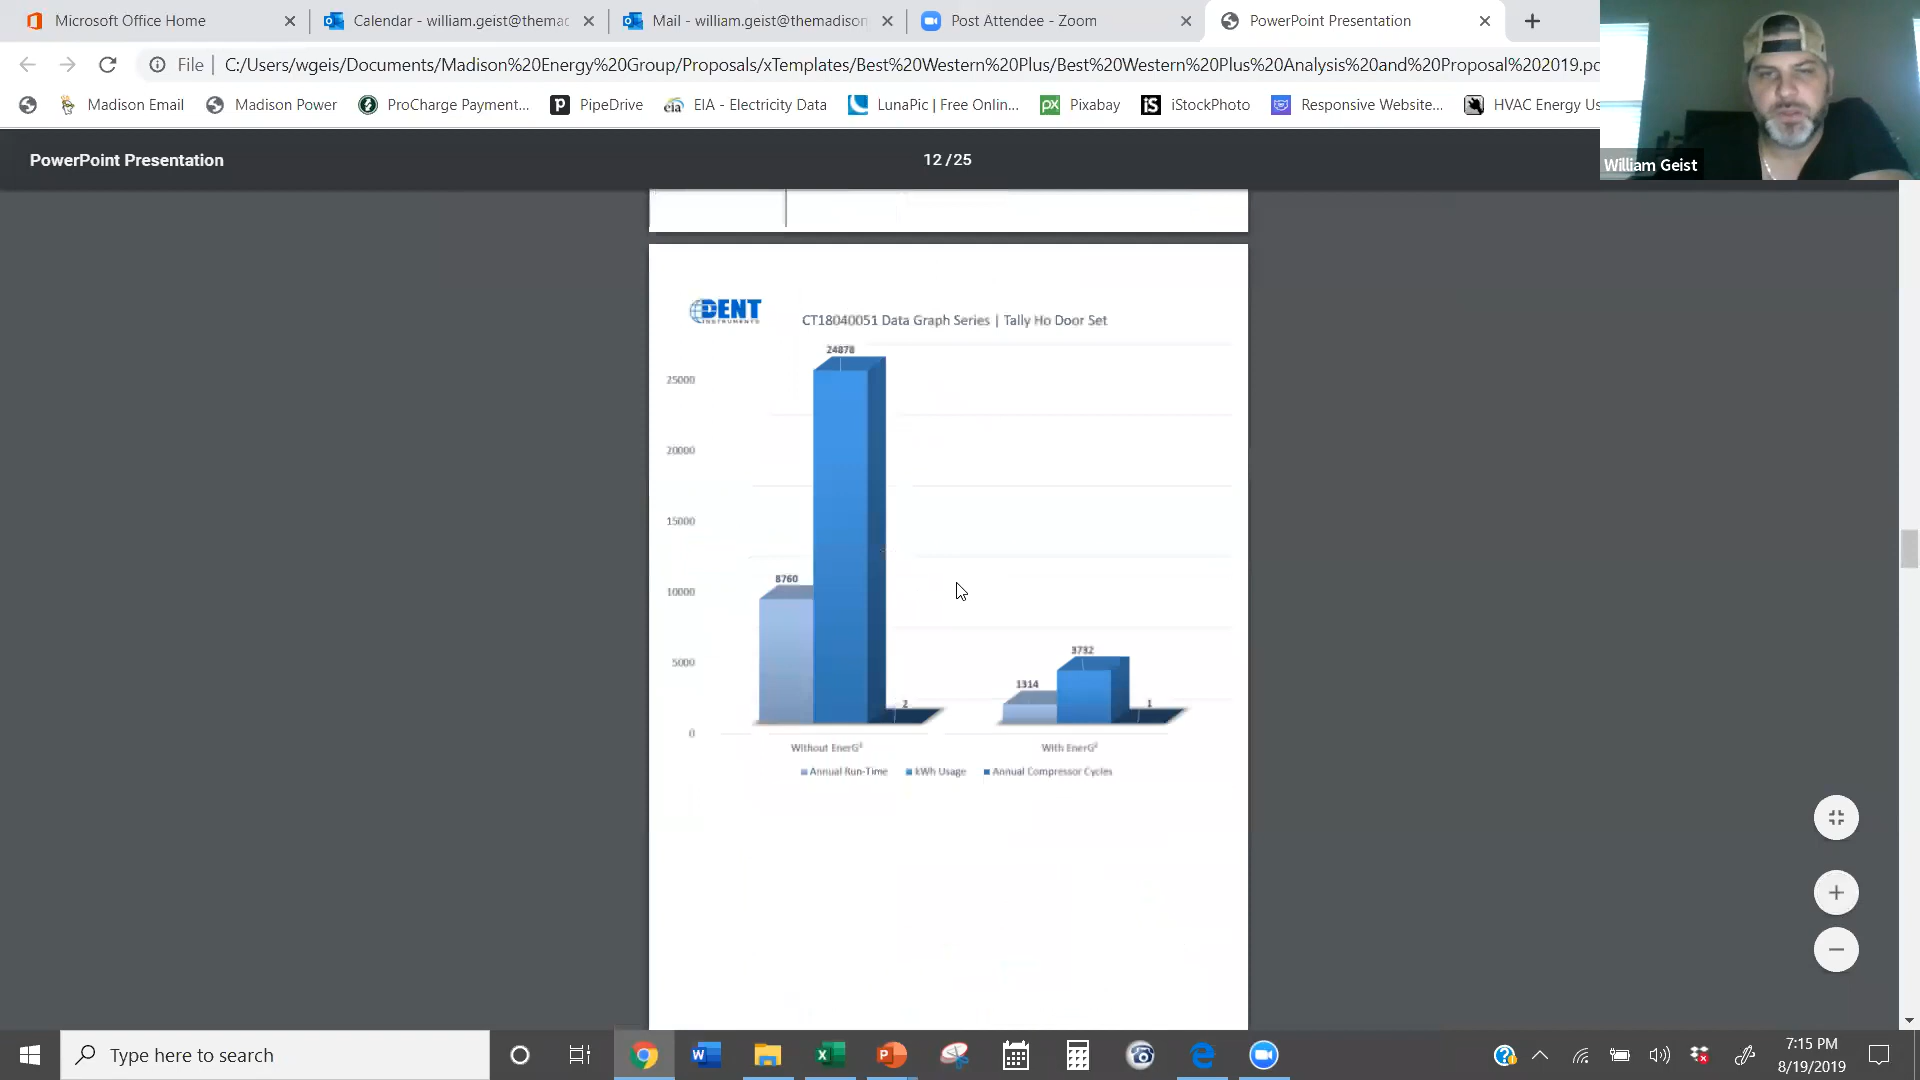 Microsoft Office Home
Calendar - william.geist@themad
Mail - william.geist@themadison
Post Attendee - Zoom
PowerPoint Presentation
File
C:/Users/wgeis/Documents/Madison%20Energy%20Group/Proposals/xTemplates/Best%20Western%20Plus/Best%20Western%20Plus%20Analysis%20and%20Proposal%202019.pd
Madison Email
Madison Power
ProCharge Payment...
PipeDrive
EIA - Electricity Data
LunaPic | Free Onlin...
Pixabay
iStockPhoto
Responsive Website...
HVAC Energy Us
William Geist
PowerPoint Presentation
12 / 25
DENT
INSTRUMENTS
CT18040051 Data Graph Series | Tally Ho Door Set
24878
25000
20000
15000
8760
10000
3732
5000
1314
2
1
0
Without EnerG²
With EnerG²
Annual Run-Time
kWh Usage
Annual Compressor Cycles
Type here to search
7:15 PM
8/19/2019